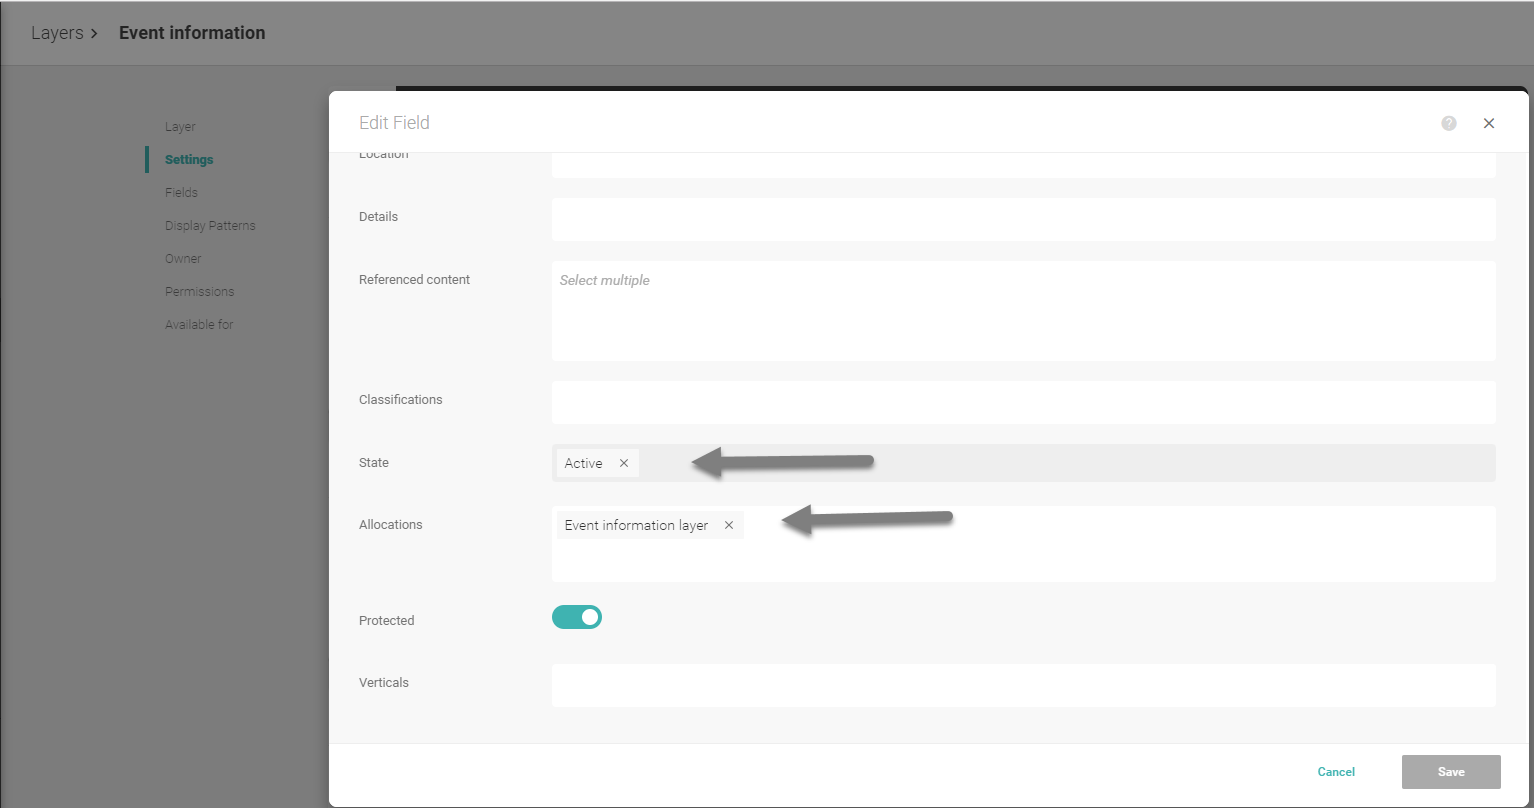 Layers > Event information
Layer
Settings
Fields
Display Patterns
Owner
Permissions
Available for
Edit Field
?
Location
Details
Referenced content
Select multiple
Classifications
State
Active ×
Allocations
Event information layer ×
Protected
Verticals
Cancel
Save